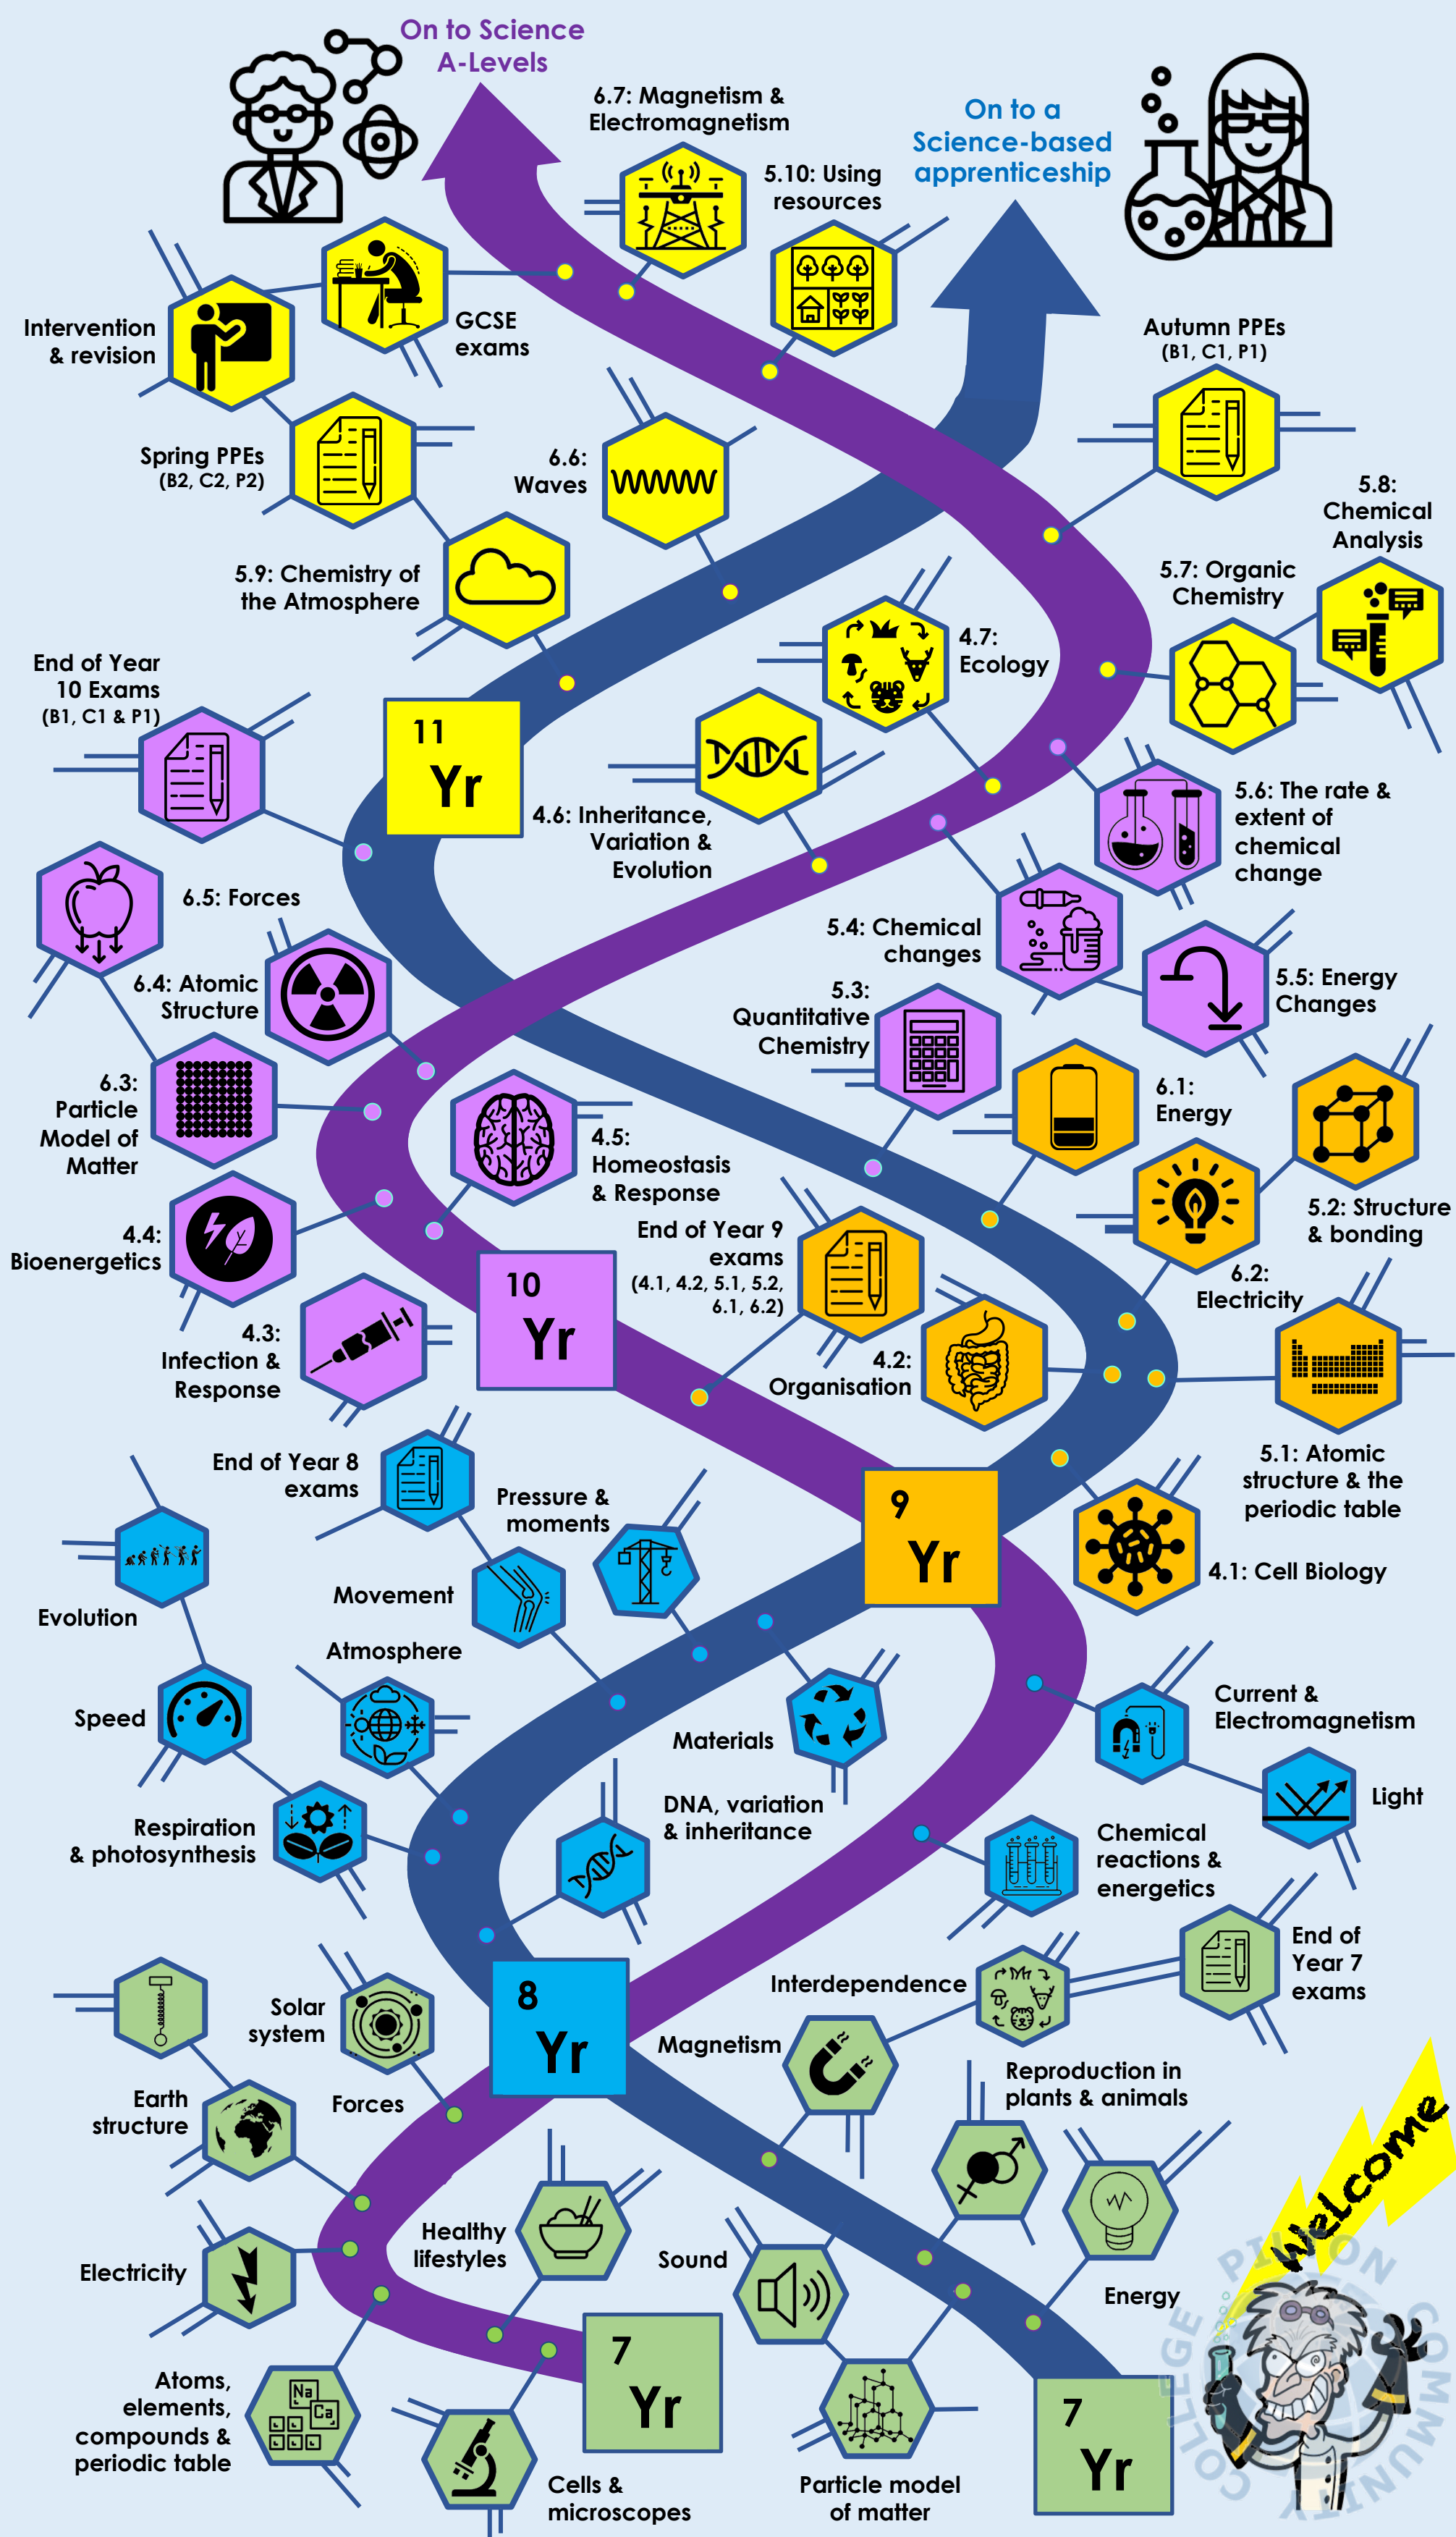 On to Science
A-Levels
6.7: Magnetism &
Electromagnetism
On to a
Science-based
apprenticeship
5.10: Using
resources
GCSE
exams
Intervention
& revision
Autumn PPEs
(B1, C1, P1)
Spring PPEs
(B2, C2, P2)
6.6:
Waves
5.8:
Chemical
Analysis
5.9: Chemistry of
the Atmosphere
5.7: Organic
Chemistry
4.7:
Ecology
End of Year
10 Exams
(B1, C1 & P1)
11
Yr
4.6: Inheritance,
Variation &
Evolution
5.6: The rate &
extent of
chemical
change
6.5: Forces
5.4: Chemical
changes
6.4: Atomic
Structure
5.5: Energy
Changes
5.3:
Quantitative
Chemistry
6.3:
Particle
Model of
Matter
6.1:
Energy
4.5:
Homeostasis
& Response
5.2: Structure
& bonding
4.4:
Bioenergetics
End of Year 9
exams
(4.1, 4.2, 5.1, 5.2,
6.1, 6.2)
6.2:
Electricity
10
Yr
4.3:
Infection &
Response
4.2:
Organisation
5.1: Atomic
structure & the
periodic table
End of Year 8
exams
Pressure &
moments
9
Yr
4.1: Cell Biology
Movement
Evolution
Atmosphere
Speed
Materials
Current &
Electromagnetism
Light
DNA, variation
& inheritance
Respiration
& photosynthesis
Chemical
reactions &
energetics
End of
Year 7
exams
8
Yr
Interdependence
Solar
system
Magnetism
Reproduction in
plants & animals
Earth
structure
Forces
Welcome
Healthy
lifestyles
Sound
Electricity
Energy
7
Yr
Atoms,
elements,
compounds &
periodic table
Na
Ca
7
Yr
Cells &
microscopes
Particle model
of matter
PILTON
COMMUNITY
COLLEGE